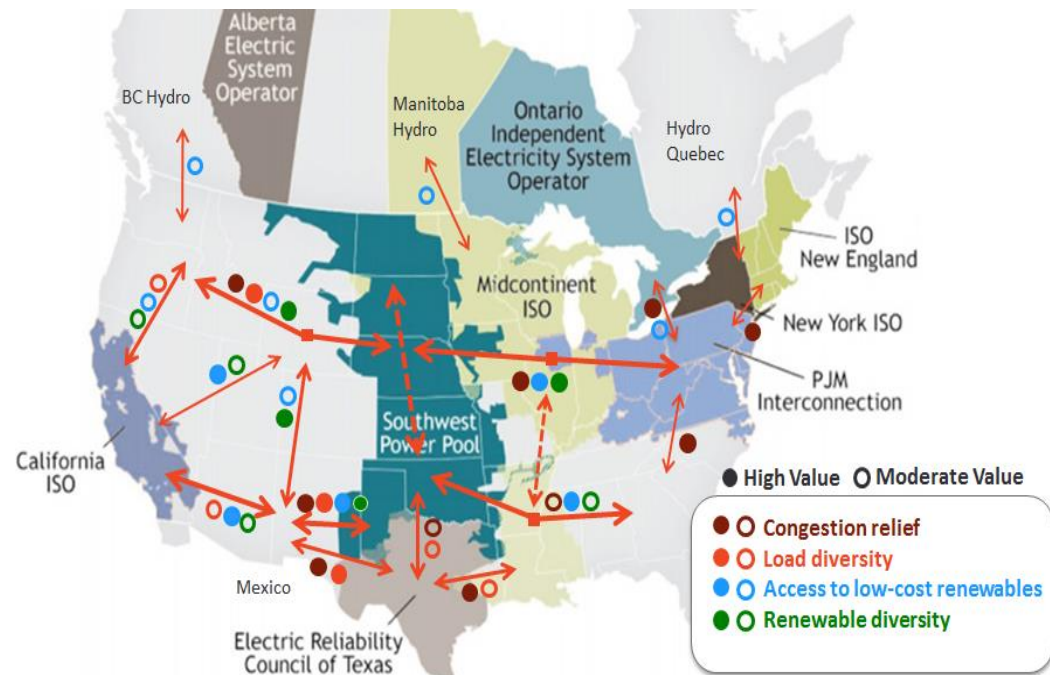 Alberta
Electric
System
Operator
BC Hydro
Manitoba
Hydro
Ontario
Independent
Electricity System
Operator
Hydro
Quebec
ISO
New England
Midcontinent
ISO
New York ISO
PJM
Interconnection
Southwest
Power Pool
California
ISO
Mexico
Electric Reliability
Council of Texas
High Value
Moderate Value
Congestion relief
Load diversity
Access to low-cost renewables
Renewable diversity